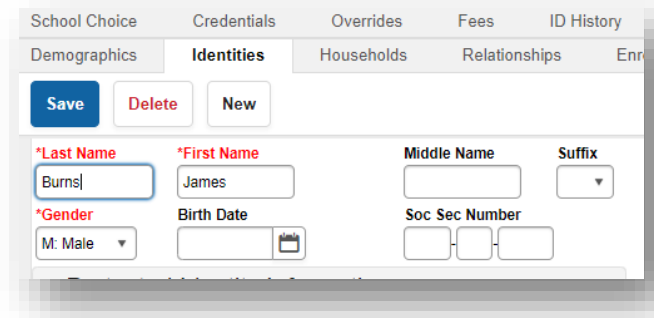 School Choice Credentials Overrides Fees ID History
Demographics Identities Households Relationships
Save Delete New
*Last Name *First Name Middle Name Suffix
Burns James
*Gender Birth Date Soc Sec Number
M: Male - -